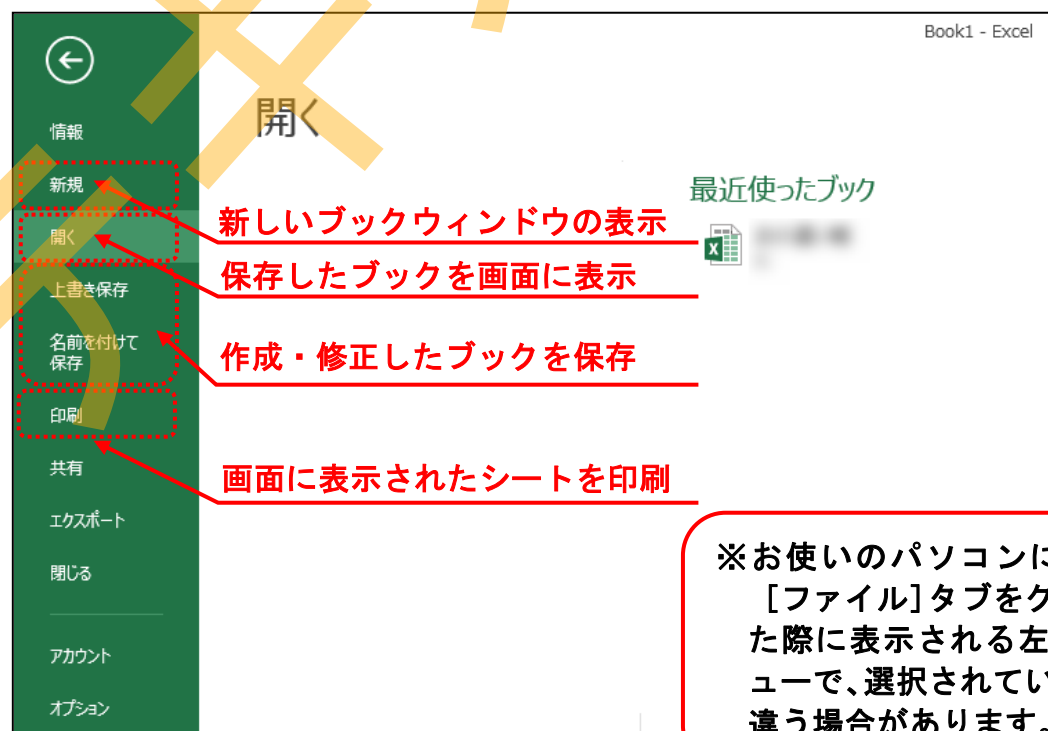 Book1 - Excel
情報
開く
新規
最近使ったブック
新しいブックウィンドウの表示
開く
保存したブックを画面に表示
上書き保存
名前を付けて
保存
作成・修正したブックを保存
印刷
共有
画面に表示されたシートを印刷
エクスポート
閉じる
※お使いのパソコンに
[ファイル]タブをク
た際に表示される左
ューで、選択されてい
違う場合があります。
アカウント
オプション